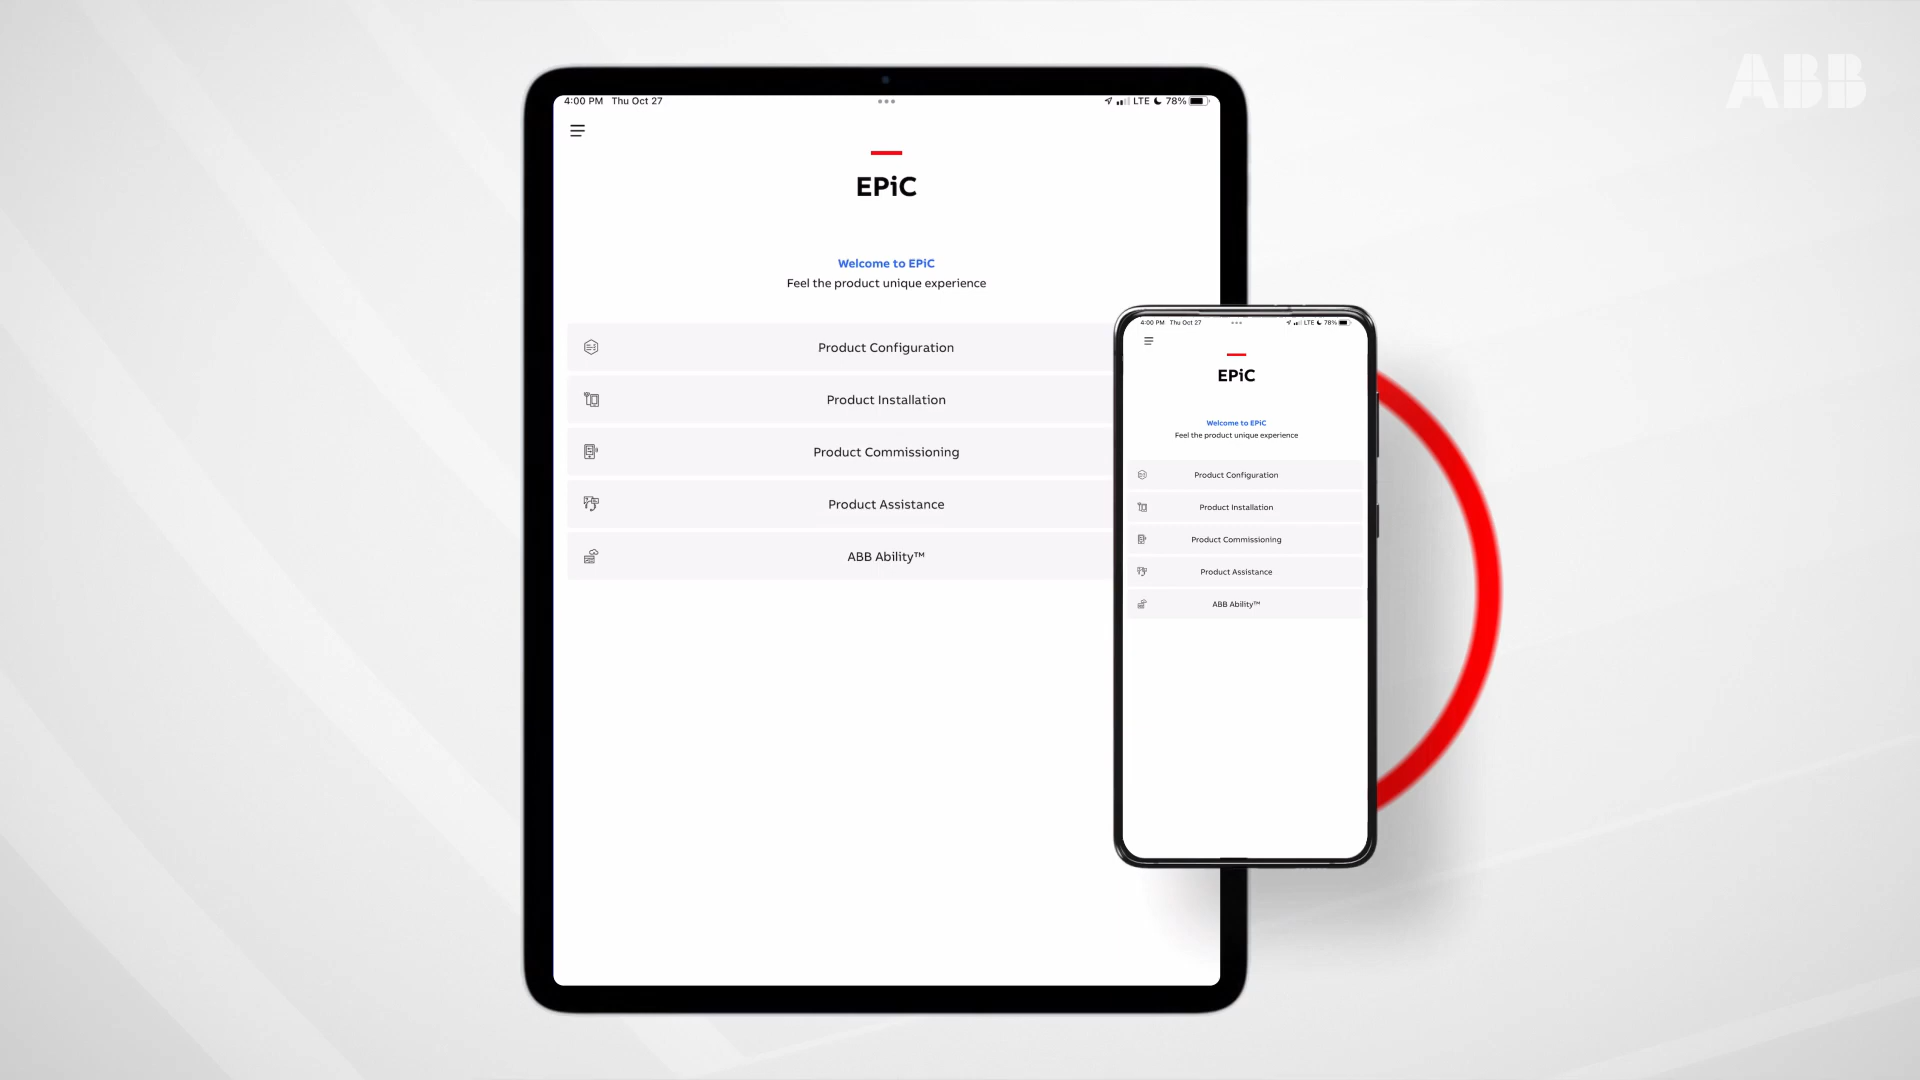 ABB
4:00 PM Thu Oct 27
LTE 78%
EPiC
Welcome to EPiC
Feel the product unique experience
Product Configuration
Product Installation
Product Commissioning
Product Assistance
ABB Ability™
4:00 PM Thu Oct 27
LTE 78%
EPiC
Welcome to EPiC
Feel the product unique experience
Product Configuration
Product Installation
Product Commissioning
Product Assistance
ABB Ability™